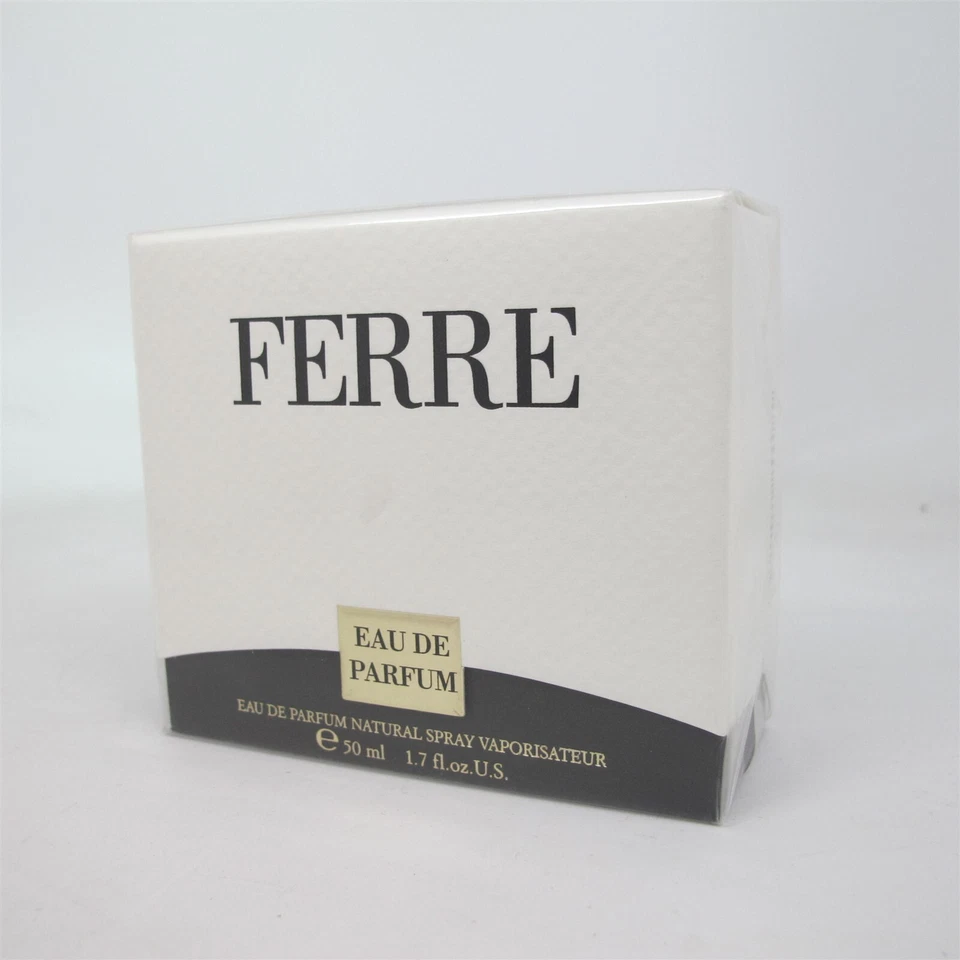 FERRE
EAU DE
PARFUM
EAU DE PARFUM NATURAL SPRAY VAPORISATEUR
℮ 50 ml 1.7 fl.oz.U.S.